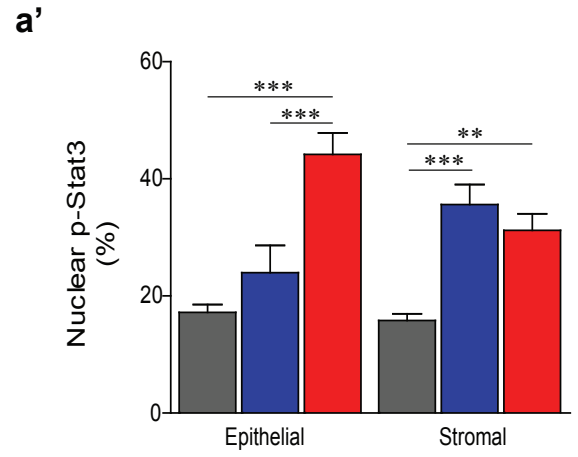 a’
60
40
20
0
Nuclear p-Stat3
(%)
***
***
**
***
Epithelial
Stromal